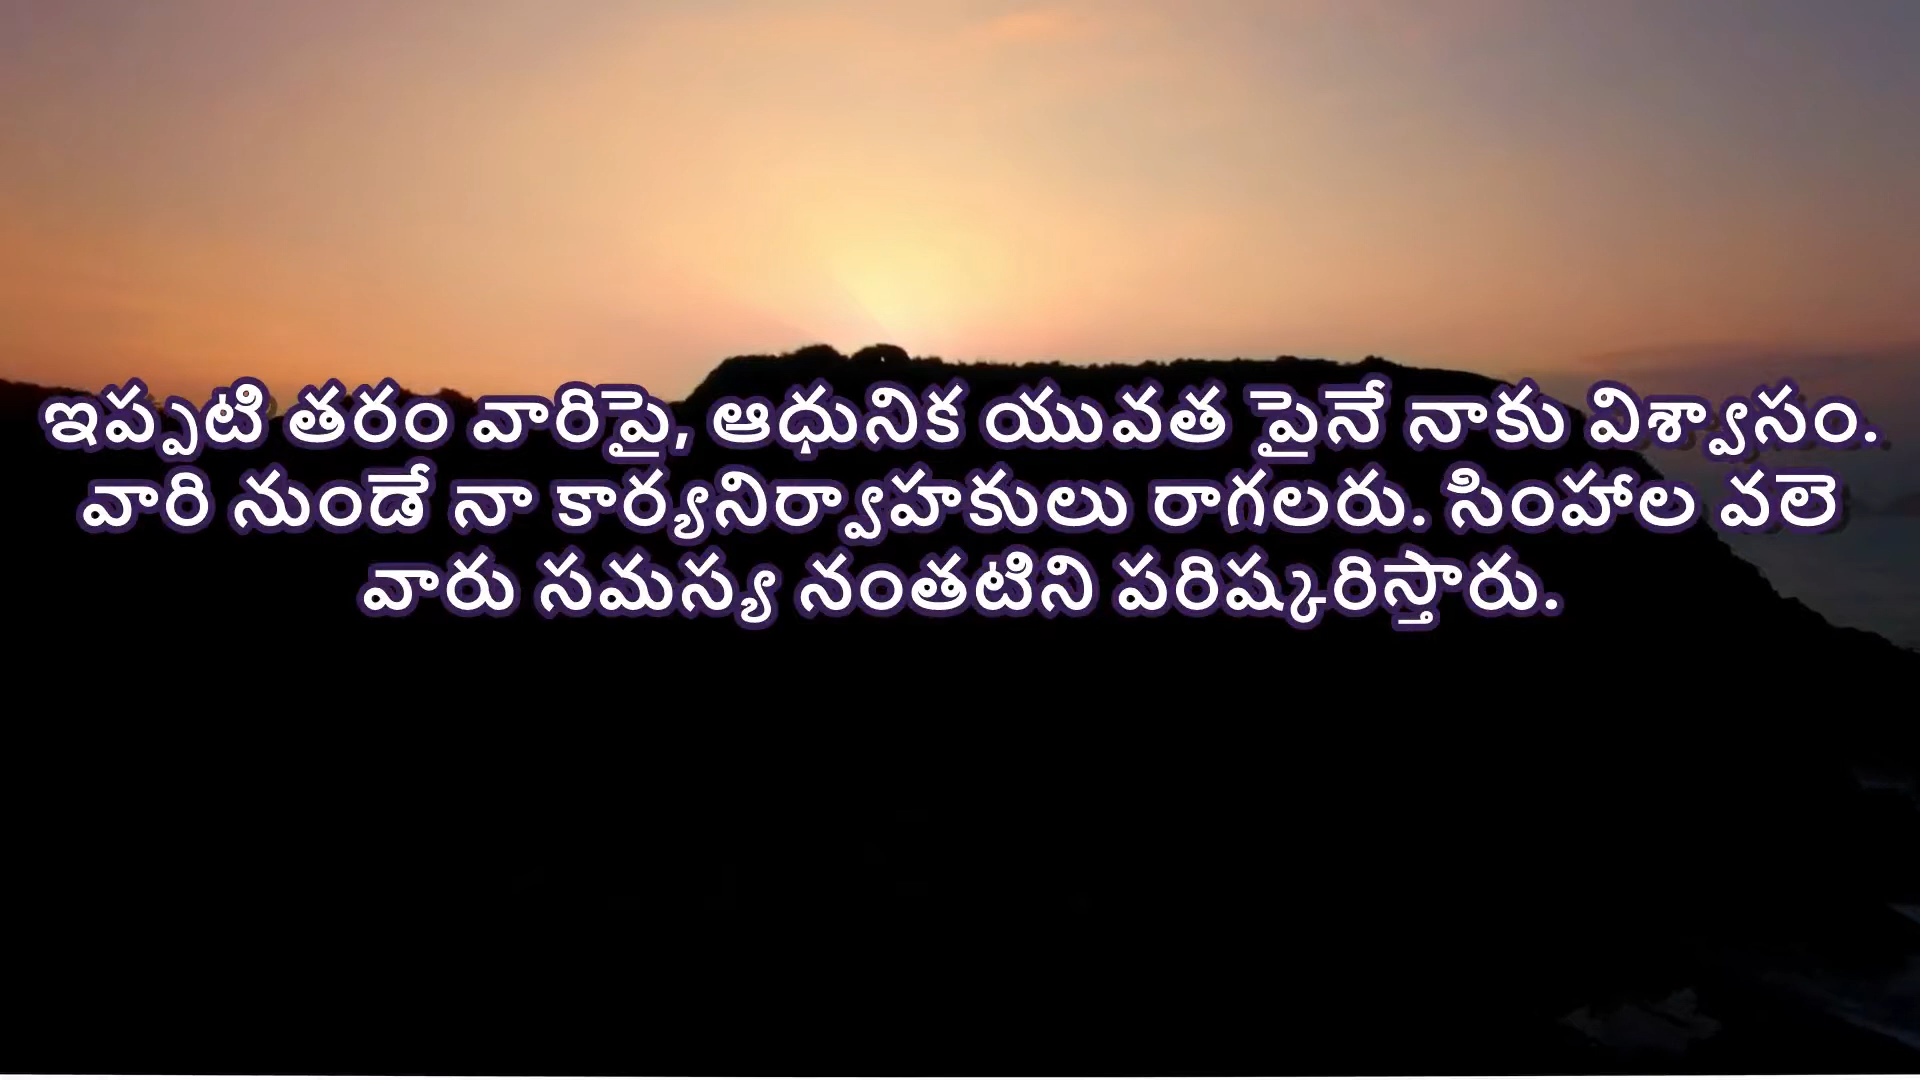 ఇప్పటి తరం వారిపై, ఆధునిక యువత పైనే నాకు విశ్వాసం.
వారి నుండే నా కార్యనిర్వాహకులు రాగలరు. సింహాల వలె
వారు సమస్య నంతటిని పరిష్కరిస్తారు.